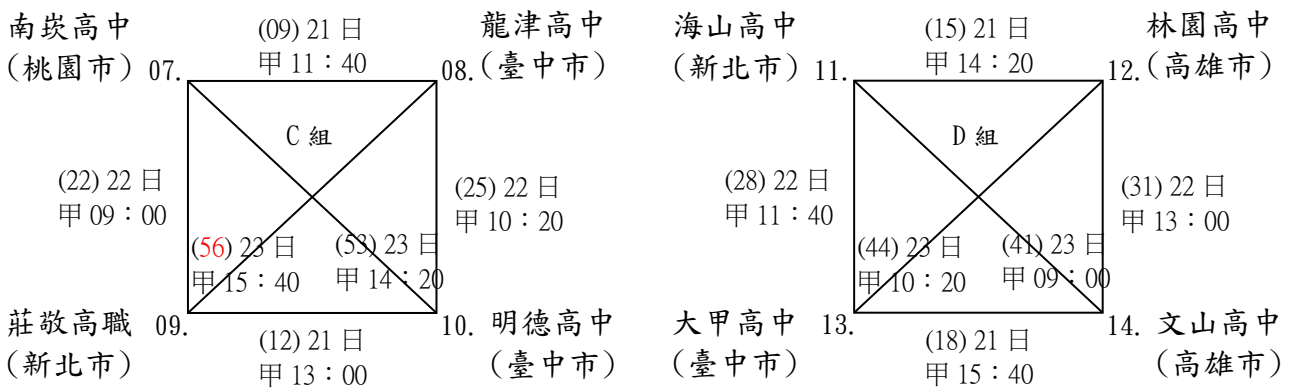 南崁高中
(桃園市) 07.
(09) 21 日
甲 11：40
龍津高中
08.(臺中市)
C 組
(22) 22 日
甲 09：00
(25) 22 日
甲 10：20
(56) 23 日
甲 15：40
(53) 23 日
甲 14：20
莊敬高職 09.
(新北市)
(12) 21 日
甲 13：00
10. 明德高中
(臺中市)
海山高中
(新北市) 11.
(15) 21 日
甲 14：20
林園高中
12.(高雄市)
D 組
(28) 22 日
甲 11：40
(31) 22 日
甲 13：00
(44) 23 日
甲 10：20
(41) 23 日
甲 09：00
大甲高中 13.
(臺中市)
(18) 21 日
甲 15：40
14. 文山高中
(高雄市)